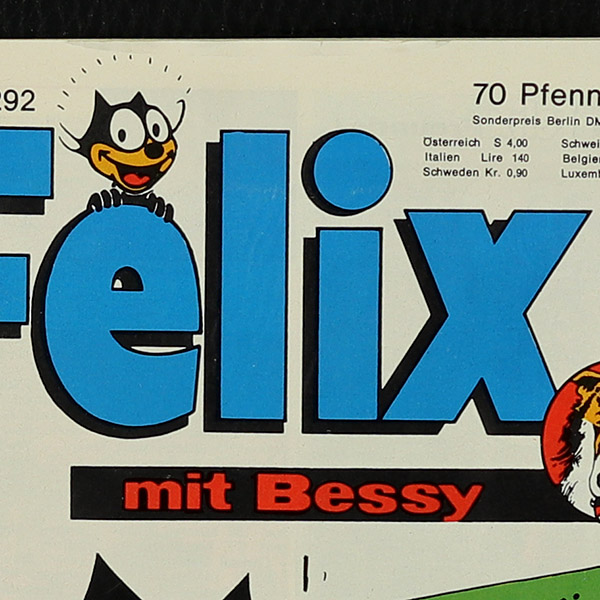 292
70 Pfenn
Sonderpreis Berlin DM
Österreich S 4,00 Schwei
Italien Lire 140 Belgie
Schweden Kr. 0,90 Luxem
Felix
mit Bessy